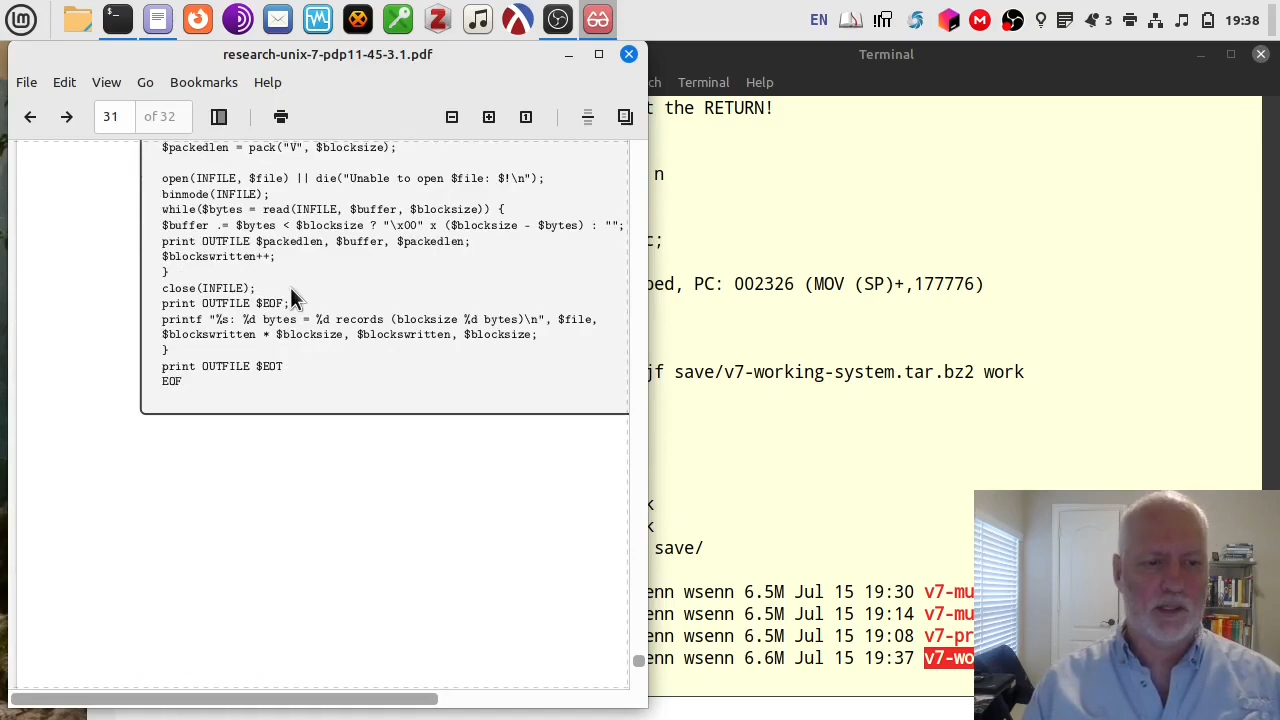 EN
3
19:38
research-unix-7-pdp11-45-3.1.pdf
File Edit View Go Bookmarks Help
31 of 32
$packedlen = pack("V", $blocksize);
open(INFILE, $file) || die("Unable to open $file: $!\n");
binmode(INFILE);
while($bytes = read(INFILE, $buffer, $blocksize)) {
$buffer .= $bytes < $blocksize ? "\x00" x ($blocksize - $bytes) : "";
print OUTFILE $packedlen, $buffer, $packedlen;
$blockswritten++;
}
close(INFILE);
print OUTFILE $EOF;
printf "%s: %d bytes = %d records (blocksize %d bytes)\n", $file,
$blockswritten * $blocksize, $blockswritten, $blocksize;
}
print OUTFILE $EOT
EOF
Terminal
ch Terminal Help
t the RETURN!
n
c;
ped, PC: 002326 (MOV (SP)+,177776)
jf save/v7-working-system.tar.bz2 work
k
k
save/
enn wsenn 6.5M Jul 15 19:30 v7-mu
enn wsenn 6.5M Jul 15 19:14 v7-mu
enn wsenn 6.5M Jul 15 19:08 v7-pr
enn wsenn 6.6M Jul 15 19:37 v7-wo